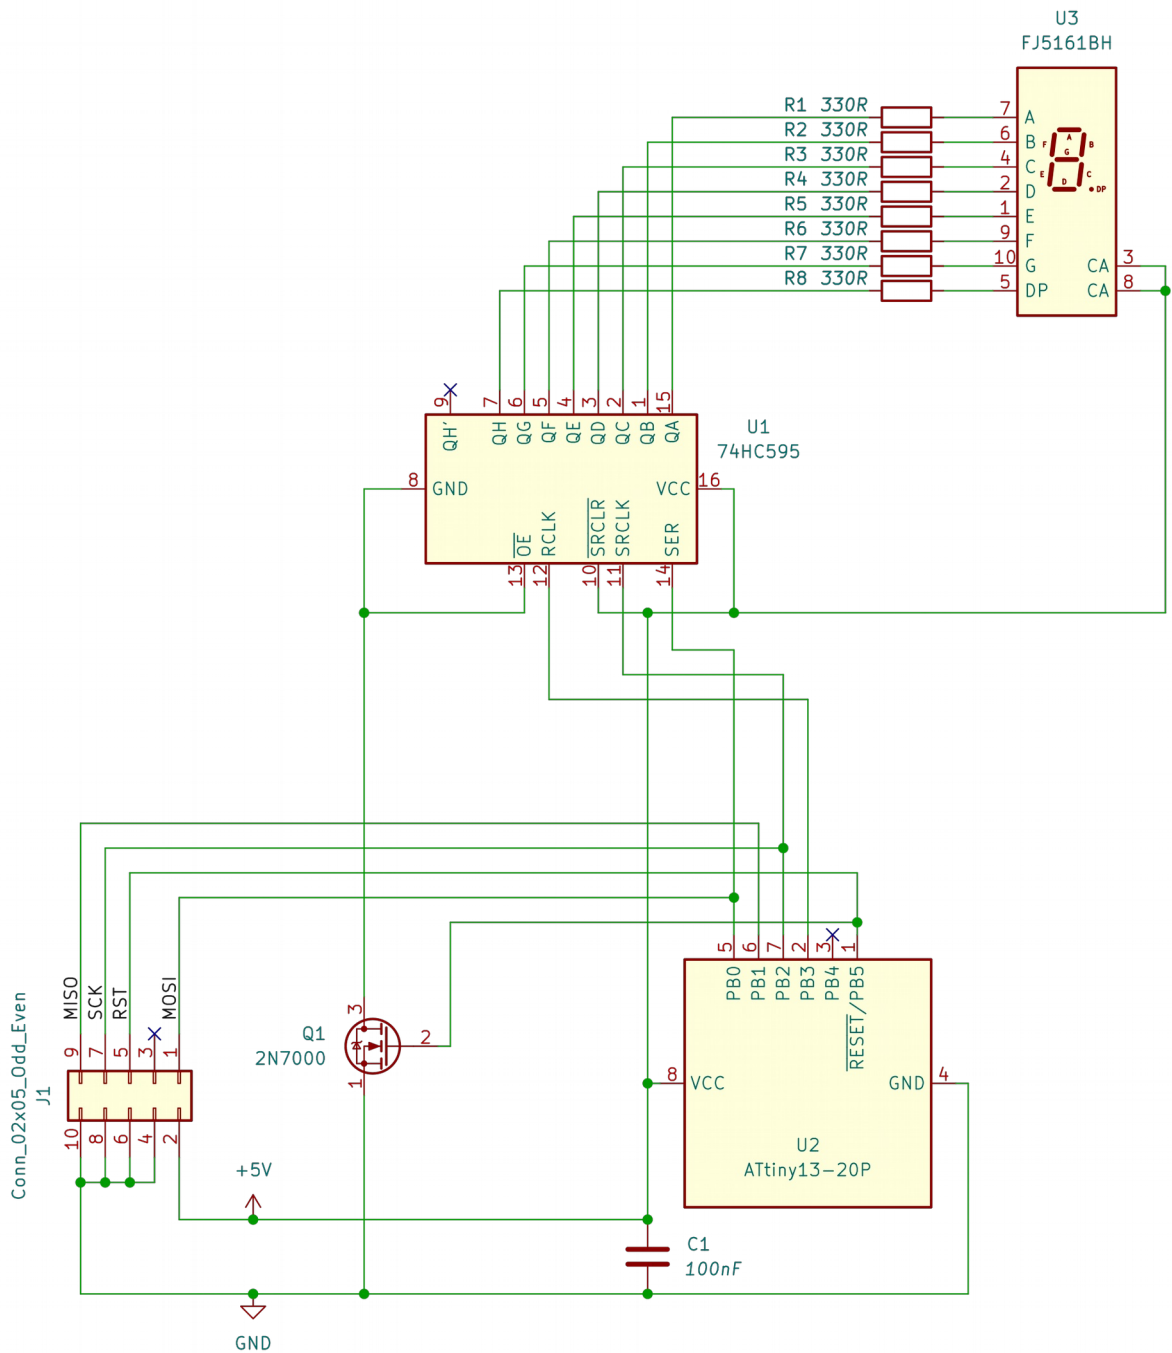 U3
FJ5161BH
R1 330R
R2 330R
R3 330R
R4 330R
R5 330R
R6 330R
R7 330R
R8 330R
7 A
6 B
4 C
2 D
1 E
9 F
10 G
5 DP
A
F B
G
E C
D
DP
CA 3
CA 8
9 7 6 5 4 3 2 1 15
QH' QH QG QF QE QD QC QB QA
U1
74HC595
8 GND
VCC 16
OE RCLK SRCLR SRCLK SER
13 12 10 11 14
MISO SCK RST MOSI
9 7 5 3 1
10 8 6 4 2
J1
Conn_02x05_Odd_Even
Q1
2N7000
3
2
1
5 6 7 2 3 1
PB0 PB1 PB2 PB3 PB4 RESET/PB5
8 VCC
GND 4
U2
ATtiny13-20P
+5V
C1
100nF
GND